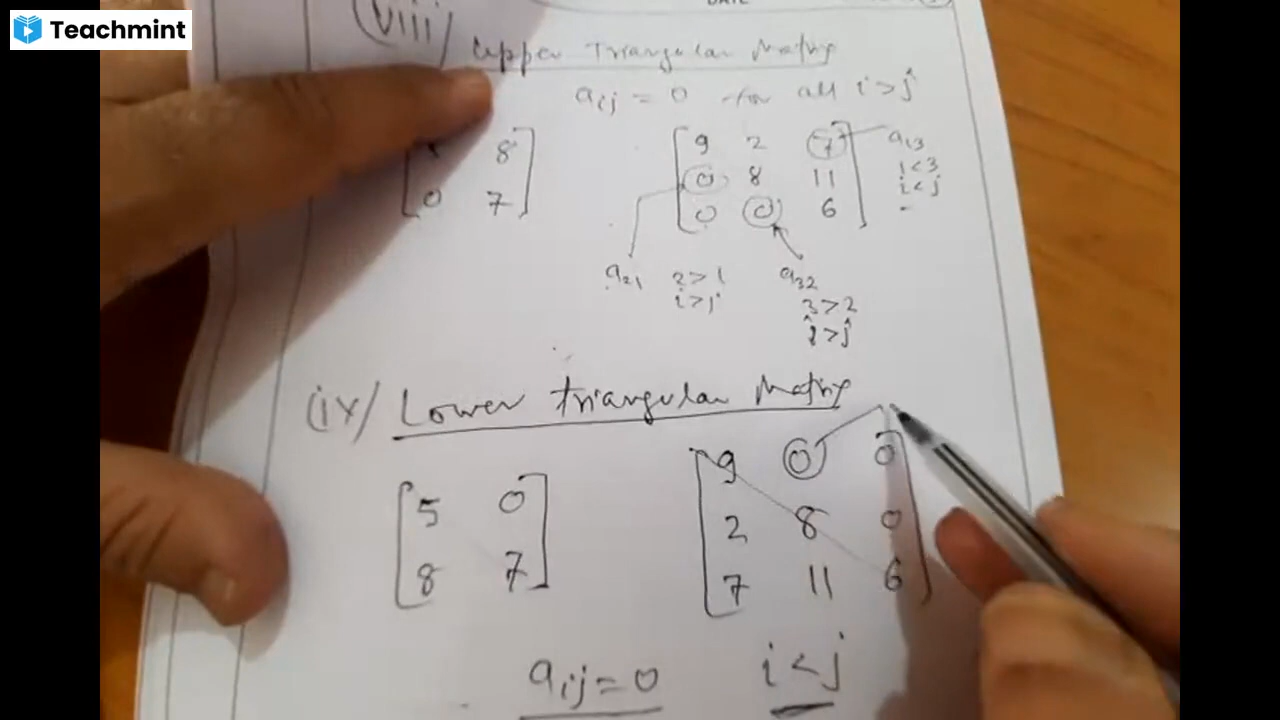 Teachmint
DATE
(viii) Upper Triangular Matrix
aij = 0 for all i > j
8
0 7
9 2 7
0 8 11
0 0 6
a13
1 < 3
i < j
a21 2 > 1
i > j
a32
3 > 2
i > j
(ix) Lower Triangular Matrix
5 0
8 7
9 0 0
2 8 0
7 11 6
aij = 0 i < j